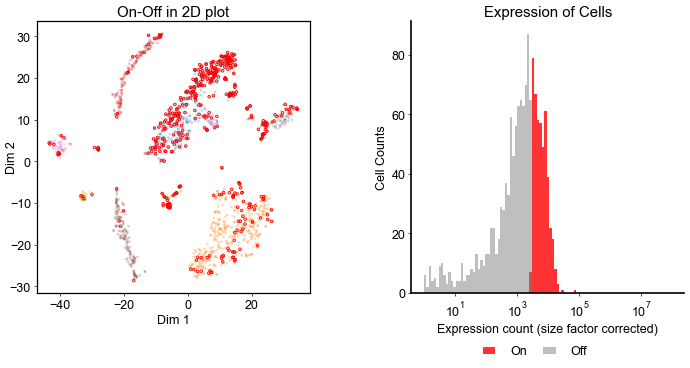 On-Off in 2D plot
30
20
10
0
−10
−20
−30
Dim 2
−40
−20
0
20
Dim 1
Expression of Cells
80
60
40
20
0
Cell Counts
10^1
10^3
10^5
10^7
Expression count (size factor corrected)
On
Off